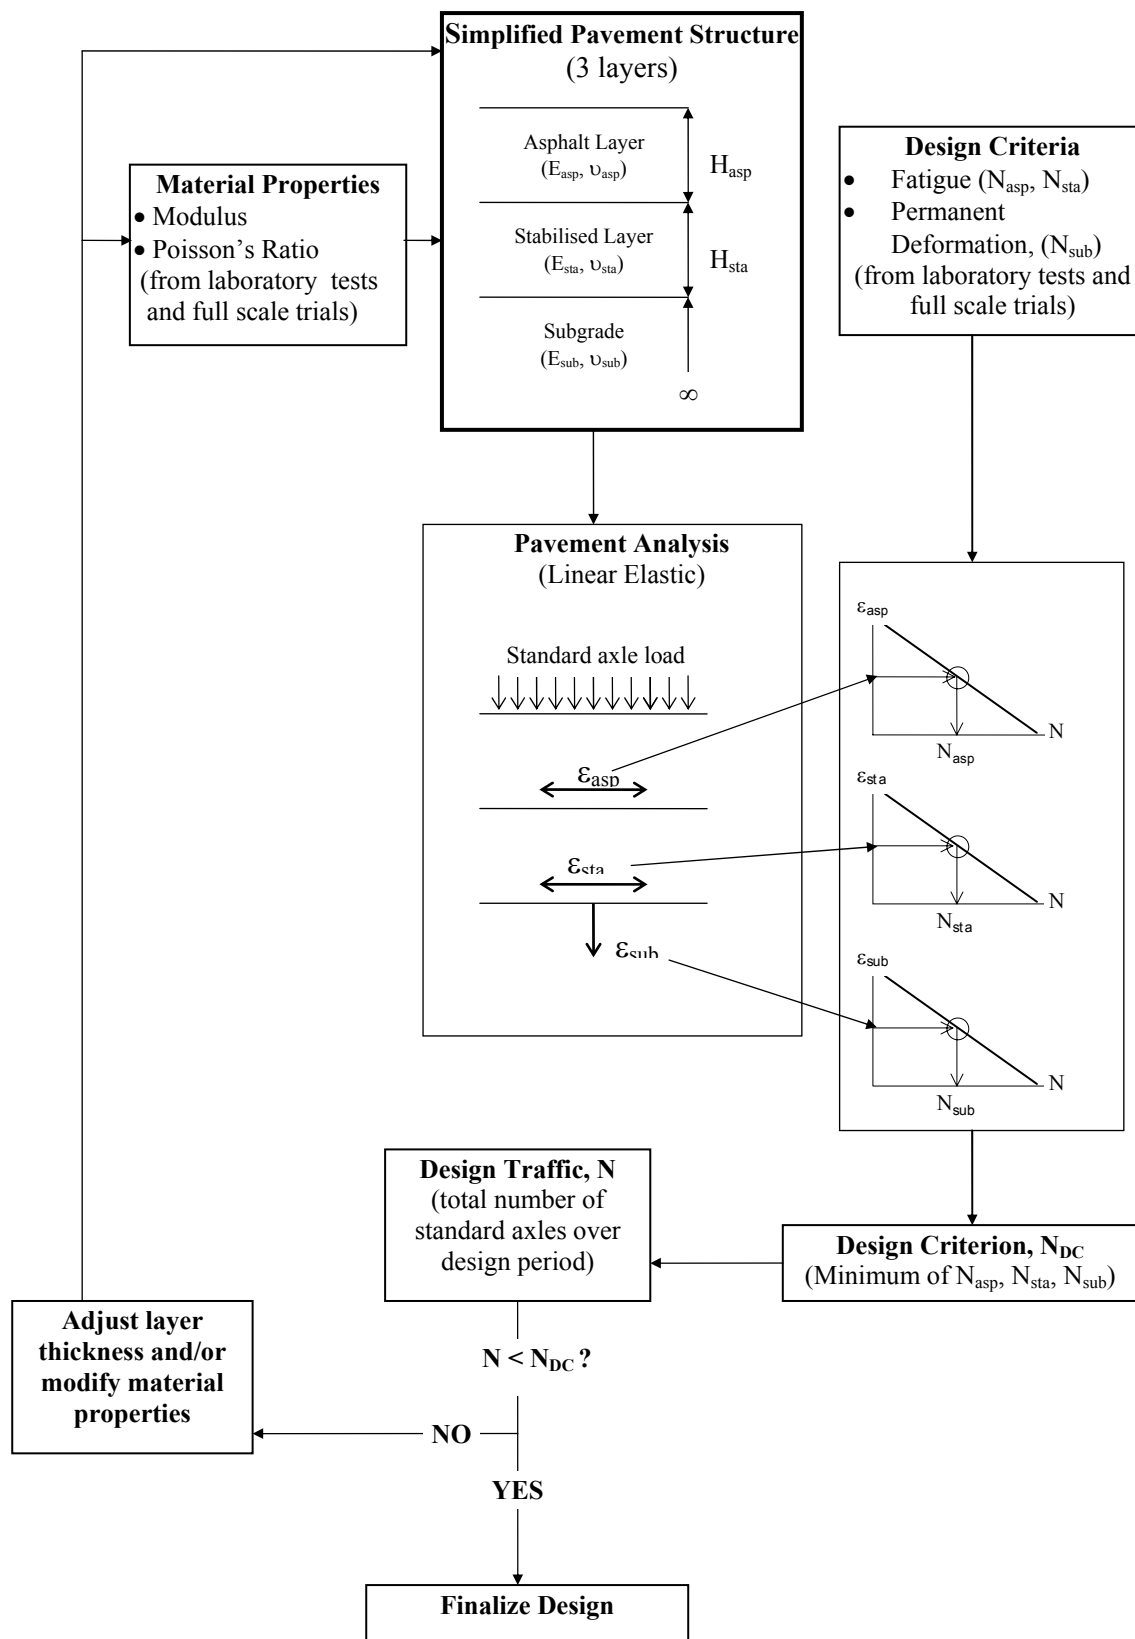 Simplified Pavement Structure
(3 layers)
Asphalt Layer
(E_asp, υ_asp)
H_asp
Stabilised Layer
(E_sta, υ_sta)
H_sta
Subgrade
(E_sub, υ_sub)
∞
Material Properties
• Modulus
• Poisson’s Ratio
(from laboratory tests
and full scale trials)
Design Criteria
• Fatigue (N_asp, N_sta)
• Permanent
Deformation, (N_sub)
(from laboratory tests and
full scale trials)
Pavement Analysis
(Linear Elastic)
Standard axle load
ε_asp
ε_sta
ε_sub
ε_asp
N
N_asp
ε_sta
N
N_sta
ε_sub
N
N_sub
Design Traffic, N
(total number of
standard axles over
design period)
Design Criterion, N_DC
(Minimum of N_asp, N_sta, N_sub)
N < N_DC ?
Adjust layer
thickness and/or
modify material
properties
NO
YES
Finalize Design